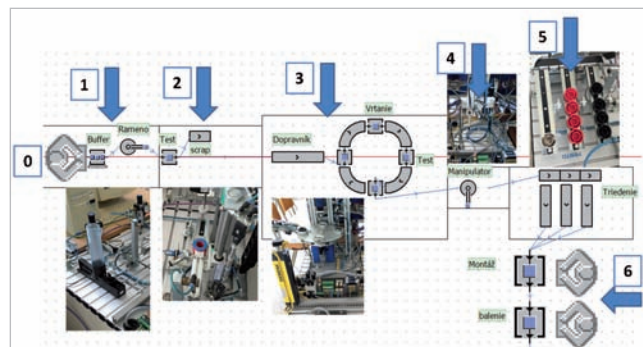 0
1
2
3
4
5
6
Buffer
Rameno
Test
scrap
Dopravník
Vŕtanie
Test
Manipulator
Triedenie
Montáž
balenie